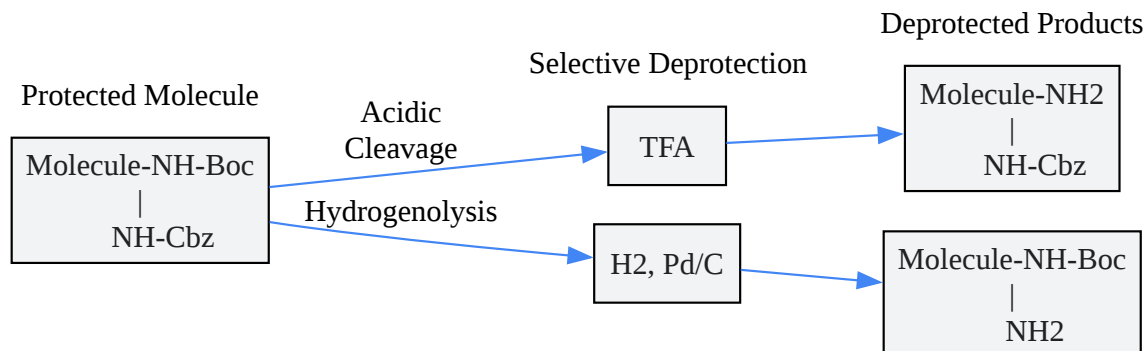 Protected Molecule
Molecule-NH-Boc
|
NH-Cbz
Acidic
Cleavage
Hydrogenolysis
Selective Deprotection
TFA
H2, Pd/C
Deprotected Products
Molecule-NH2
|
NH-Cbz
Molecule-NH-Boc
|
NH2